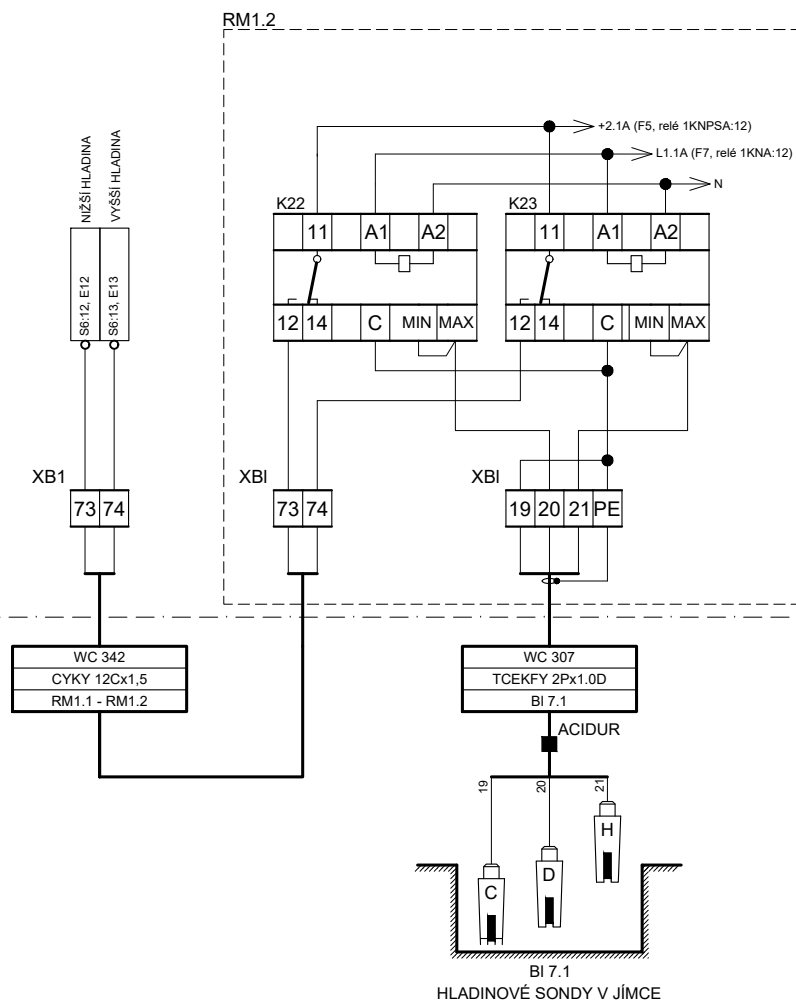 RM1.2
+2.1A (F5, relé 1KNPSA:12)
L1.1A (F7, relé 1KNA:12)
N
NIŽŠÍ HLADINA
VYŠŠÍ HLADINA
S6:12, E12
S6:13, E13
K22
11 A1 A2
12 14 C MIN MAX
K23
11 A1 A2
12 14 C MIN MAX
XB1
73 74
XBI
73 74
XBI
19 20 21 PE
WC 342
CYKY 12Cx1,5
RM1.1 - RM1.2
WC 307
TCEKFY 2Px1.0D
BI 7.1
ACIDUR
19
20
21
C
D
H
BI 7.1
HLADINOVÉ SONDY V JÍMCE